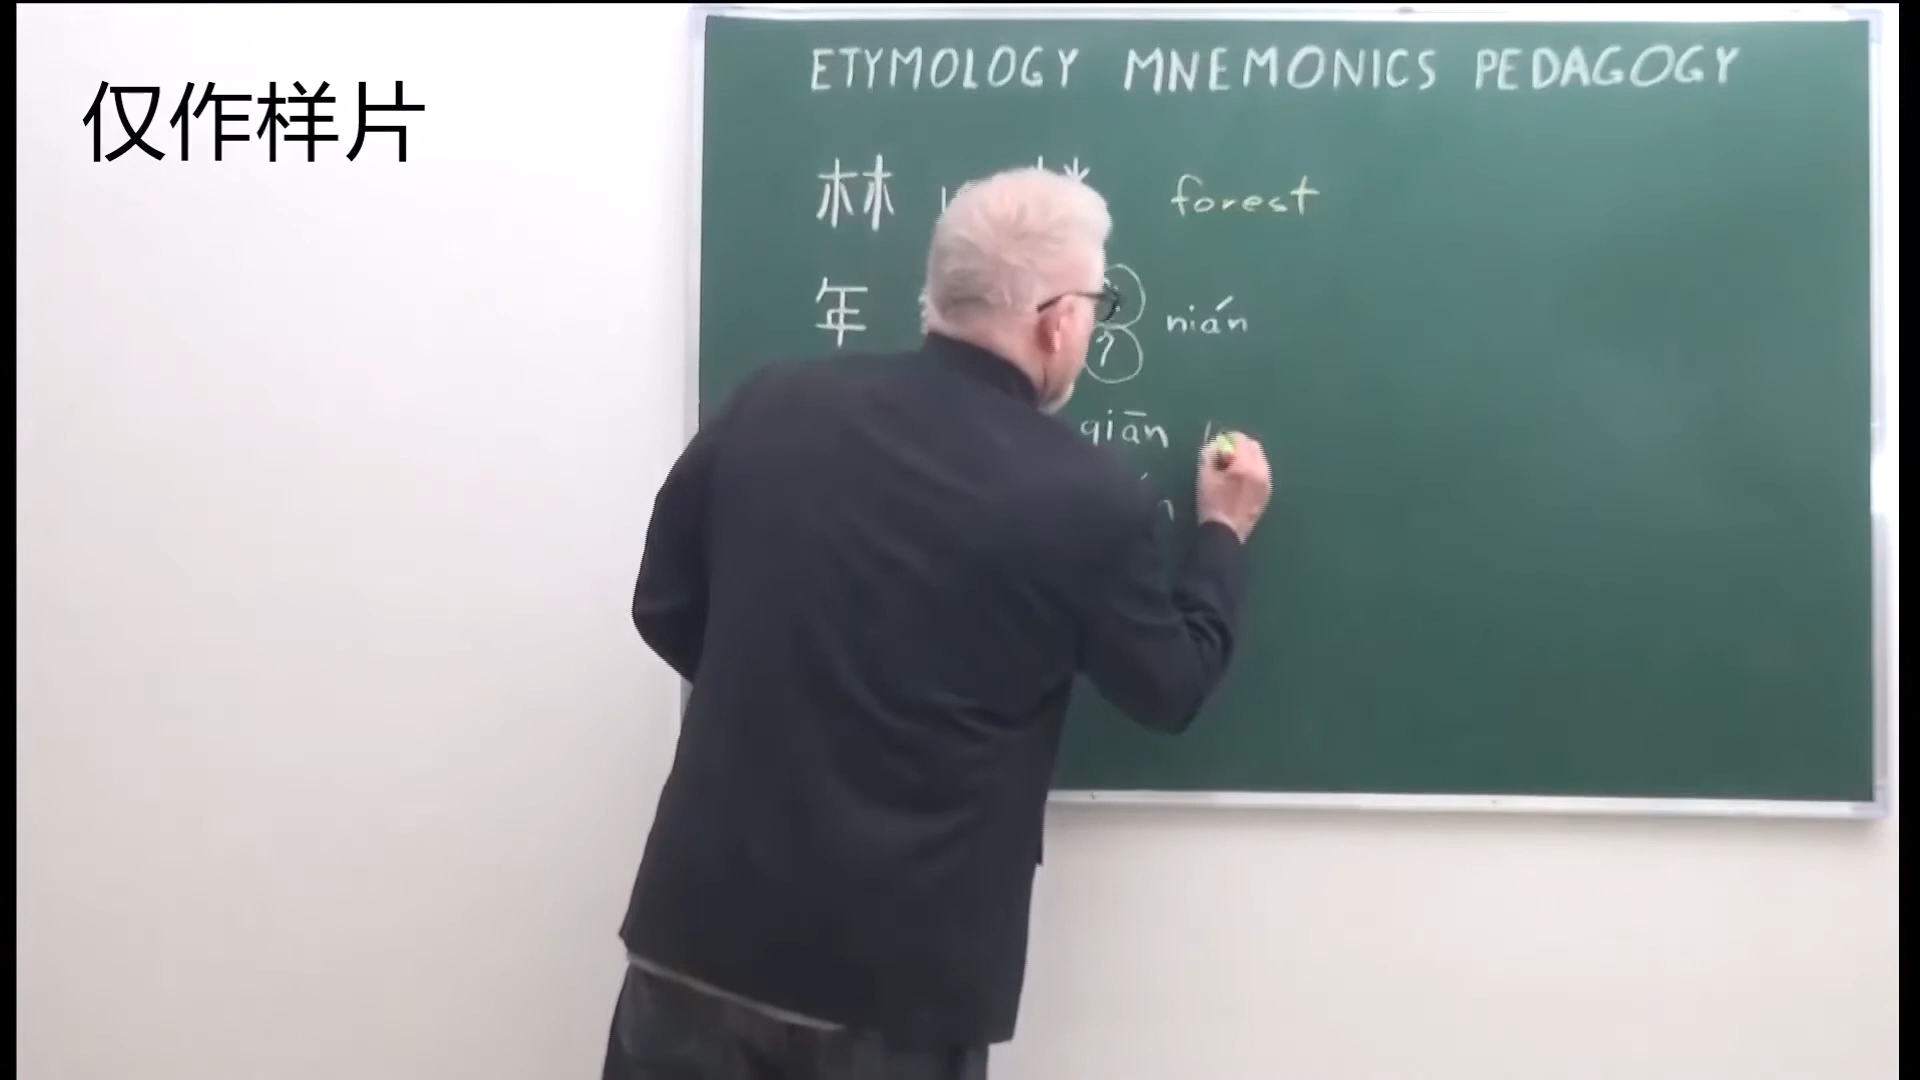 仅作样片
ETYMOLOGY MNEMONICS PEDAGOGY
林 forest
年 nián
qiān